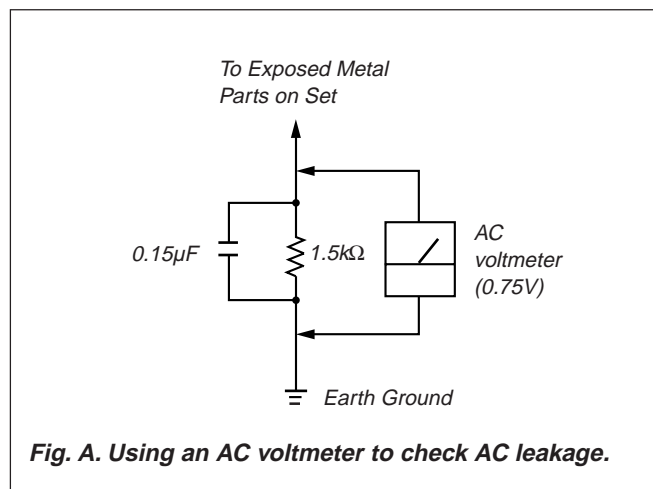 To Exposed Metal
Parts on Set
0.15µF
1.5kΩ
AC
voltmeter
(0.75V)
Earth Ground
Fig. A. Using an AC voltmeter to check AC leakage.